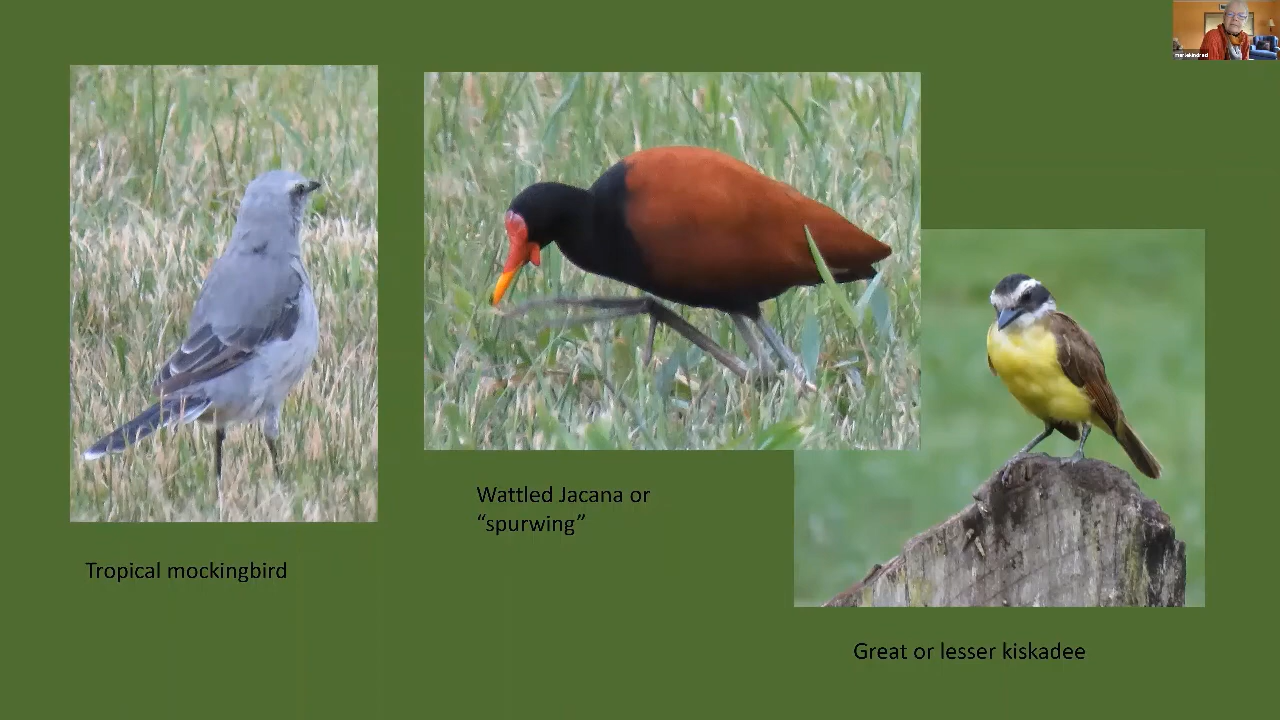 Wattled Jacana or
“spurwing”
Tropical mockingbird
Great or lesser kiskadee